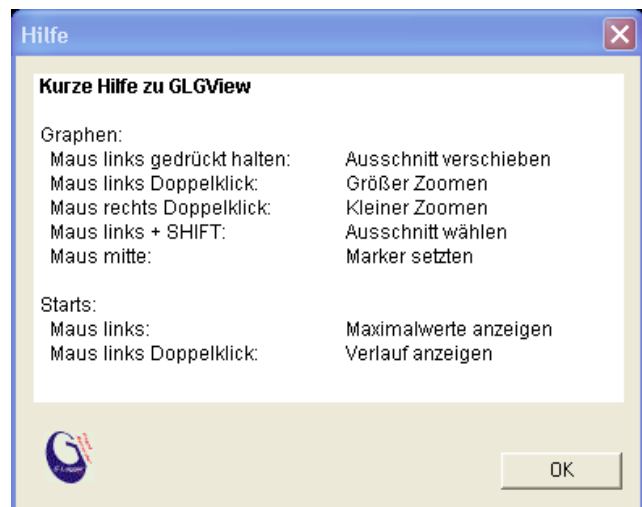 Hilfe
Kurze Hilfe zu GLGView
Graphen:
Maus links gedrückt halten: Ausschnitt verschieben
Maus links Doppelklick: Größer Zoomen
Maus rechts Doppelklick: Kleiner Zoomen
Maus links + SHIFT: Ausschnitt wählen
Maus mitte: Marker setzten
Starts:
Maus links: Maximalwerte anzeigen
Maus links Doppelklick: Verlauf anzeigen
G
OK